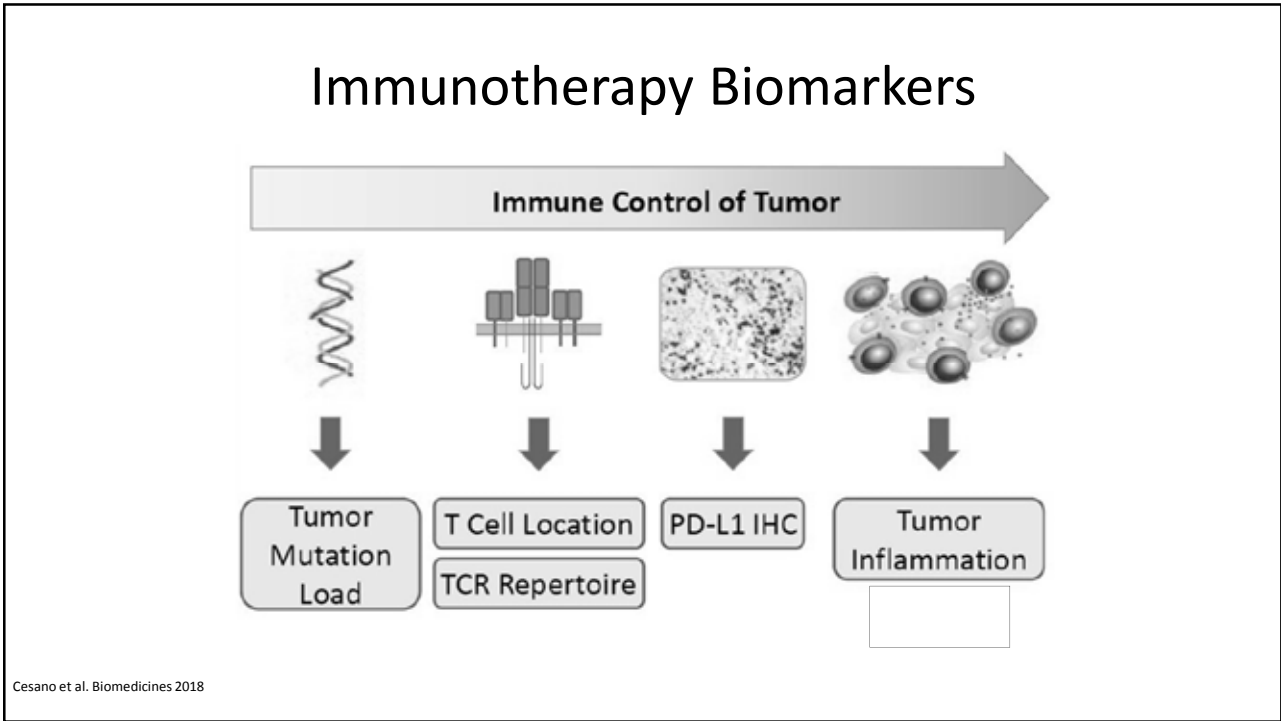 Immunotherapy Biomarkers
Immune Control of Tumor
Tumor
Mutation
Load
T Cell Location
TCR Repertoire
PD-L1 IHC
Tumor
Inflammation
Cesano et al. Biomedicines 2018